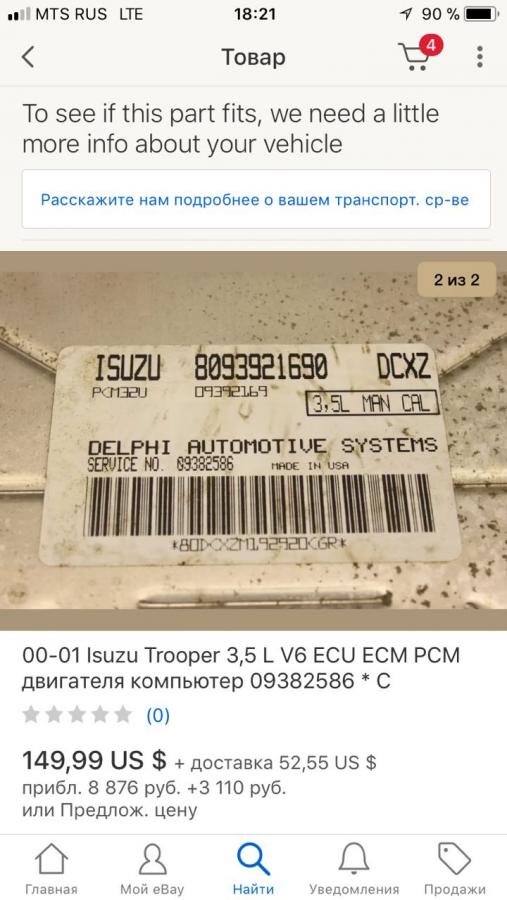 MTS RUS LTE 18:21 90 %
Товар 4
To see if this part fits, we need a little
more info about your vehicle
Расскажите нам подробнее о вашем транспорт. ср-ве
2 из 2
ISUZU 8093921690 DCXZ
PCM32U 09392169
3,5L MAN CAL
DELPHI AUTOMOTIVE SYSTEMS
SERVICE NO. 09382586 MADE IN USA
*80DCXZM192920KGR*
00-01 Isuzu Trooper 3,5 L V6 ECU ECM PCM
двигателя компьютер 09382586 * C
(0)
149,99 US $ + доставка 52,55 US $
прибл. 8 876 руб. +3 110 руб.
или Предлож. цену
Главная Мой eBay Найти Уведомления Продажи